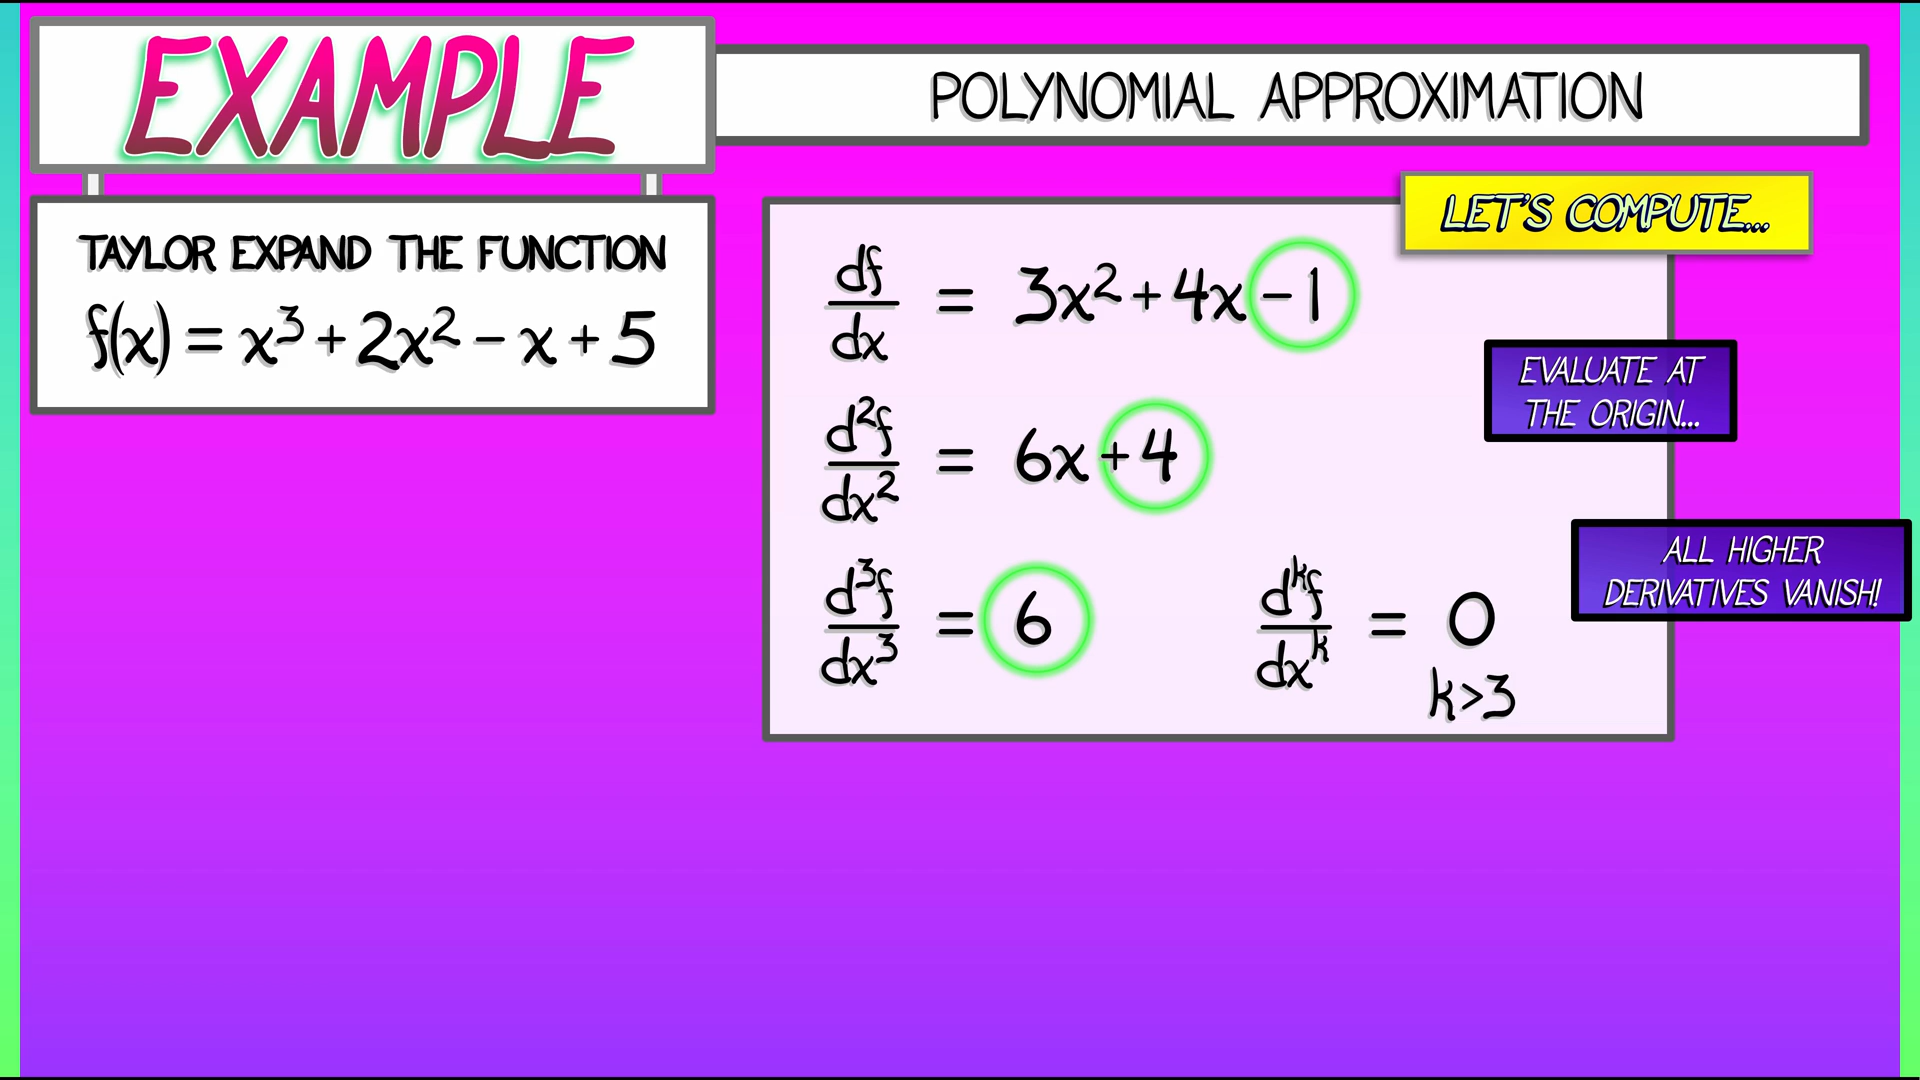 EXAMPLE
POLYNOMIAL APPROXIMATION
TAYLOR EXPAND THE FUNCTION
f(x) = x³ + 2x² − x + 5
LET'S COMPUTE...
df/dx = 3x² + 4x − 1
EVALUATE AT
THE ORIGIN...
d²f/dx² = 6x + 4
ALL HIGHER
DERIVATIVES VANISH!
d³f/dx³ = 6
dᵏf/dxᵏ = 0
k>3